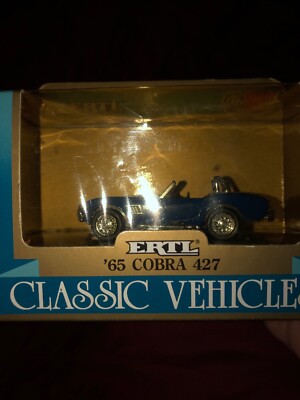 ERTL
'65 COBRA 427
CLASSIC VEHICLES